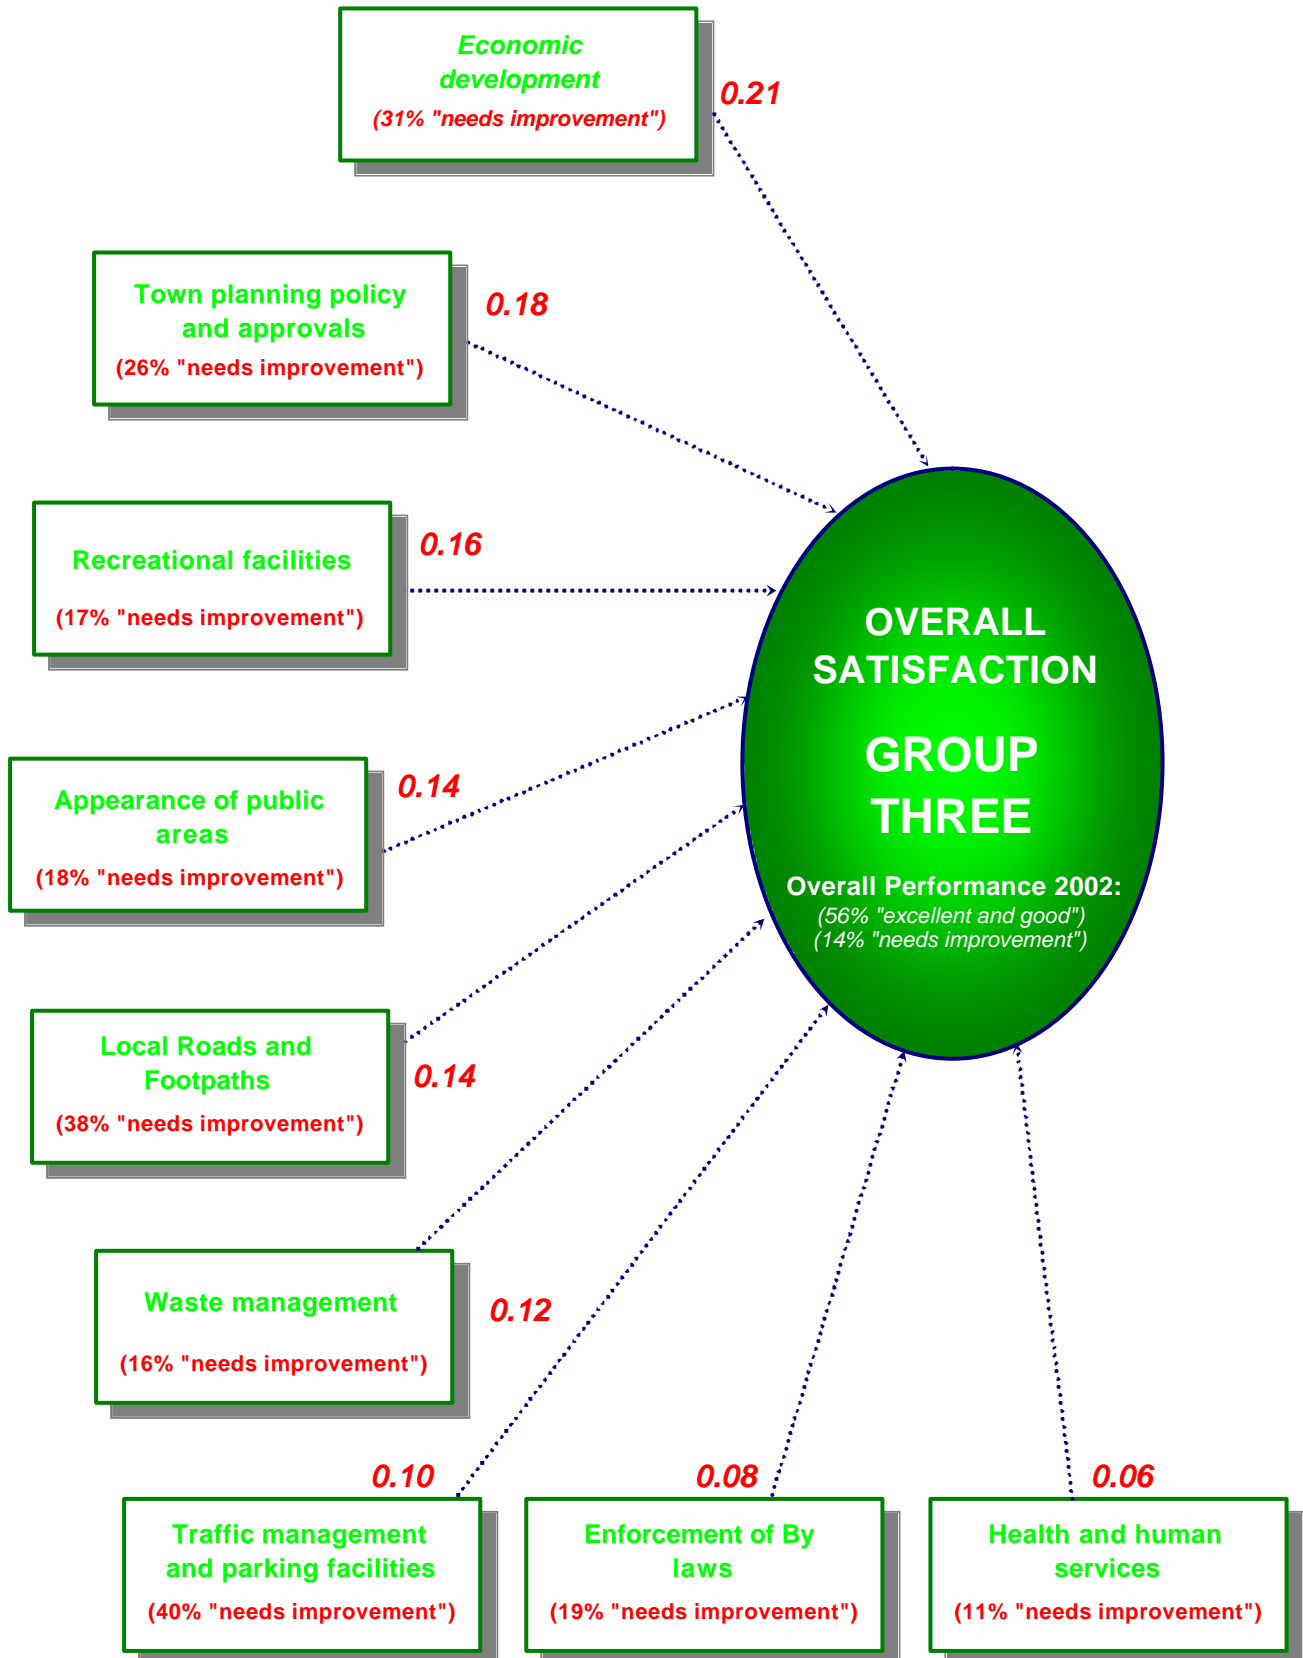 Economic
development
(31% "needs improvement")
0.21
Town planning policy
and approvals
(26% "needs improvement")
0.18
Recreational facilities
(17% "needs improvement")
0.16
Appearance of public
areas
(18% "needs improvement")
0.14
Local Roads and
Footpaths
(38% "needs improvement")
0.14
Waste management
(16% "needs improvement")
0.12
0.10
Traffic management
and parking facilities
(40% "needs improvement")
0.08
Enforcement of By
laws
(19% "needs improvement")
0.06
Health and human
services
(11% "needs improvement")
OVERALL
SATISFACTION
GROUP
THREE
Overall Performance 2002:
(56% "excellent and good")
(14% "needs improvement")